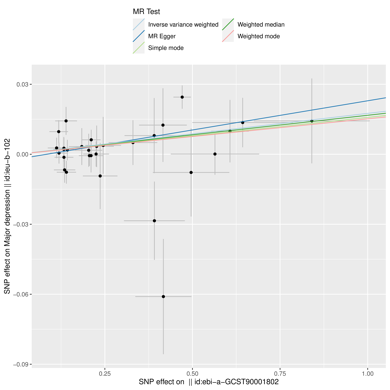 MR Test
Inverse variance weighted
Weighted median
MR Egger
Weighted mode
Simple mode
SNP effect on Major depression || id:ieu-b-102
0.03
0.00
-0.03
-0.06
-0.09
0.25
0.50
0.75
1.00
SNP effect on || id:ebi-a-GCST90001802